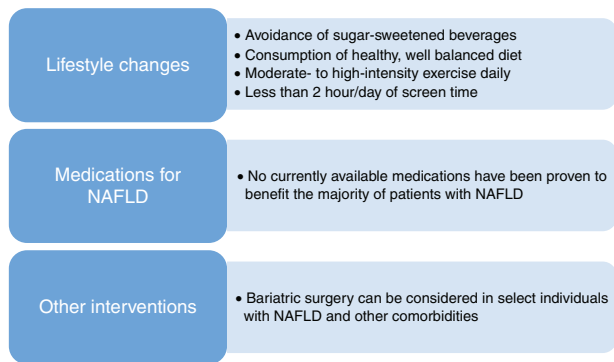 Lifestyle changes
• Avoidance of sugar-sweetened beverages
• Consumption of healthy, well balanced diet
• Moderate- to high-intensity exercise daily
• Less than 2 hour/day of screen time
Medications for
NAFLD
• No currently available medications have been proven to
benefit the majority of patients with NAFLD
Other interventions
• Bariatric surgery can be considered in select individuals
with NAFLD and other comorbidities